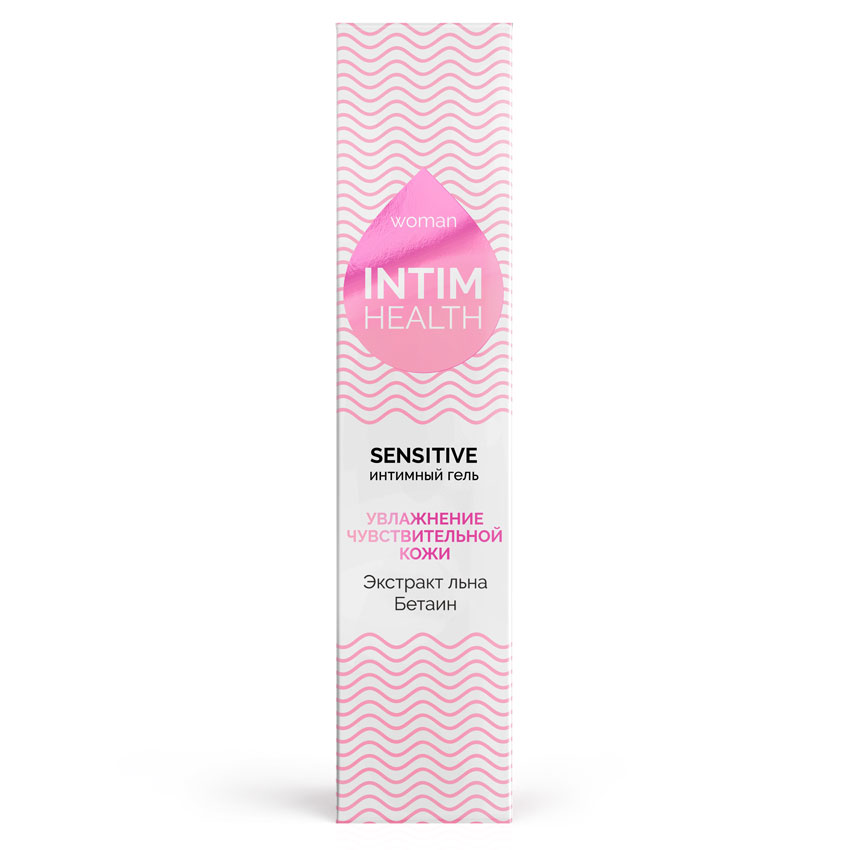 woman
INTIM
HEALTH
SENSITIVE
интимный гель
УВЛАЖНЕНИЕ
ЧУВСТВИТЕЛЬНОЙ
КОЖИ
Экстракт льна
Бетаин